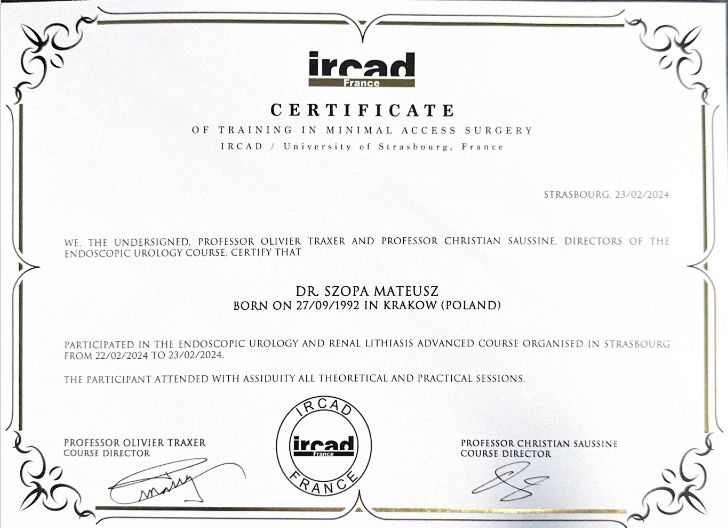 ircad
France
CERTIFICATE
OF TRAINING IN MINIMAL ACCESS SURGERY
IRCAD / University of Strasbourg, France
STRASBOURG, 23/02/2024
WE, THE UNDERSIGNED, PROFESSOR OLIVIER TRAXER AND PROFESSOR CHRISTIAN SAUSSINE, DIRECTORS OF THE
ENDOSCOPIC UROLOGY COURSE, CERTIFY THAT
DR. SZOPA MATEUSZ
BORN ON 27/09/1992 IN KRAKOW (POLAND)
PARTICIPATED IN THE ENDOSCOPIC UROLOGY AND RENAL LITHIASIS ADVANCED COURSE ORGANISED IN STRASBOURG
FROM 22/02/2024 TO 23/02/2024.
THE PARTICIPANT ATTENDED WITH ASSIDUITY ALL THEORETICAL AND PRACTICAL SESSIONS.
IRCAD
ircad
France
FRANCE
PROFESSOR OLIVIER TRAXER
COURSE DIRECTOR
PROFESSOR CHRISTIAN SAUSSINE
COURSE DIRECTOR